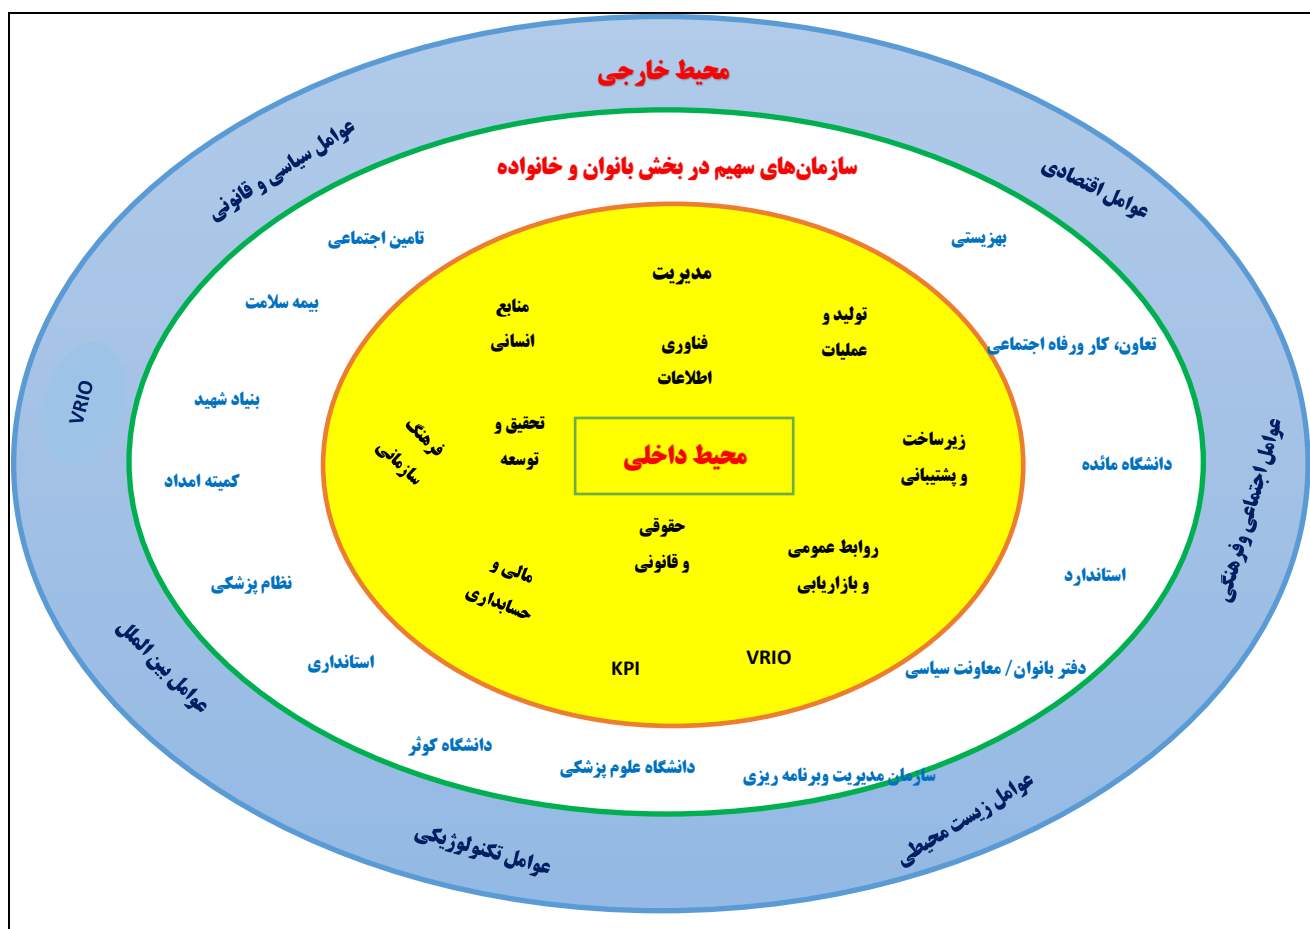 محیط خارجی
عوامل سیاسی و قانونی
عوامل اقتصادی
عوامل اجتماعی وفرهنگی
عوامل زیست محیطی
عوامل تکنولوژیکی
عوامل بین الملل
VRIO
سازمان‌های سهیم در بخش بانوان و خانواده
بهزیستی
تعاون، کار ورفاه اجتماعی
دانشگاه مائده
استاندارد
دفتر بانوان/ معاونت سیاسی
سازمان مدیریت وبرنامه ریزی
دانشگاه علوم پزشکی
دانشگاه کوثر
استانداری
نظام پزشکی
کمیته امداد
بنیاد شهید
بیمه سلامت
تامین اجتماعی
مدیریت
تولید و
عملیات
فناوری
اطلاعات
منابع
انسانی
زیرساخت
و پشتیبانی
محیط داخلی
تحقیق و
توسعه
فرهنگ
سازمانی
روابط عمومی
و بازاریابی
حقوقی
و قانونی
مالی و
حسابداری
VRIO
KPI